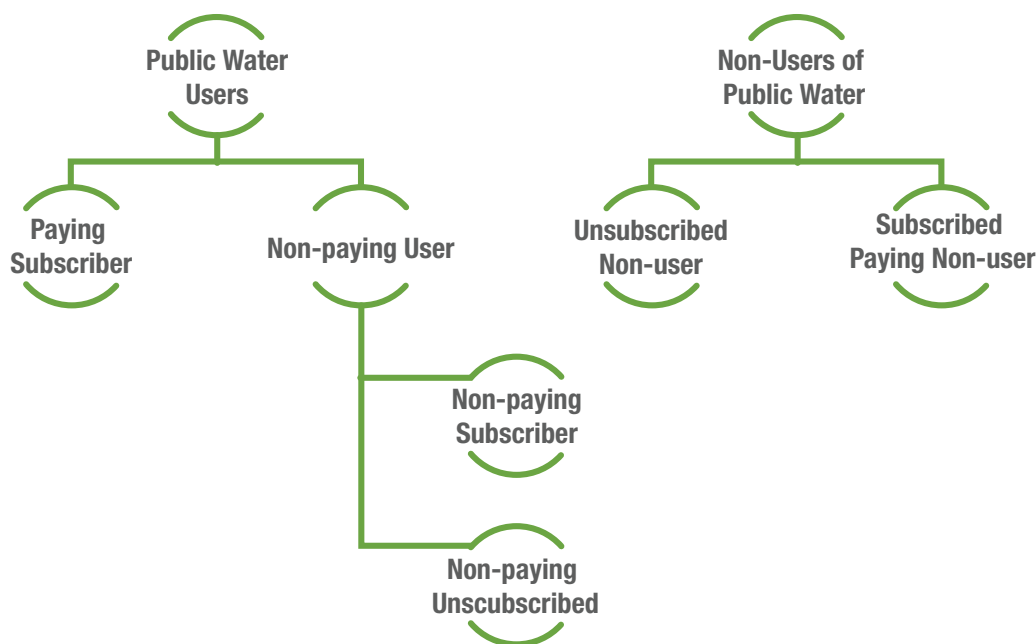 Public Water
Users
Non-Users of
Public Water
Paying
Subscriber
Non-paying User
Unsubscribed
Non-user
Subscribed
Paying Non-user
Non-paying
Subscriber
Non-paying
Unscubscribed